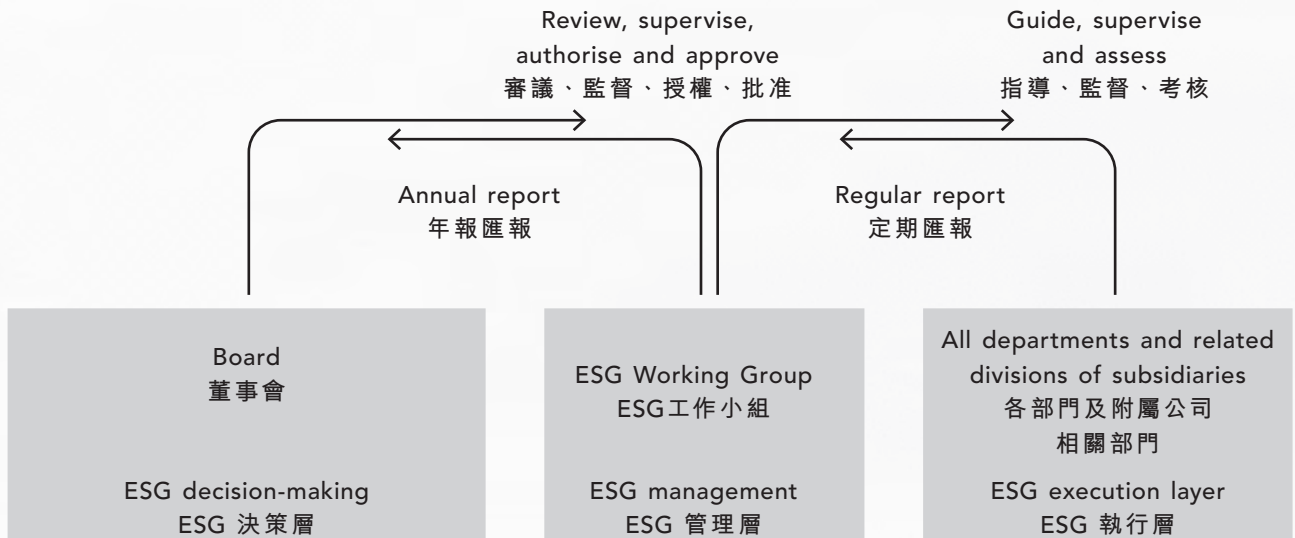 Review, supervise,
authorise and approve
審議、監督、授權、批准
Guide, supervise
and assess
指導、監督、考核
Annual report
年報匯報
Regular report
定期匯報
Board
董事會
ESG decision-making
ESG 決策層
ESG Working Group
ESG工作小組
ESG management
ESG 管理層
All departments and related
divisions of subsidiaries
各部門及附屬公司
相關部門
ESG execution layer
ESG 執行層